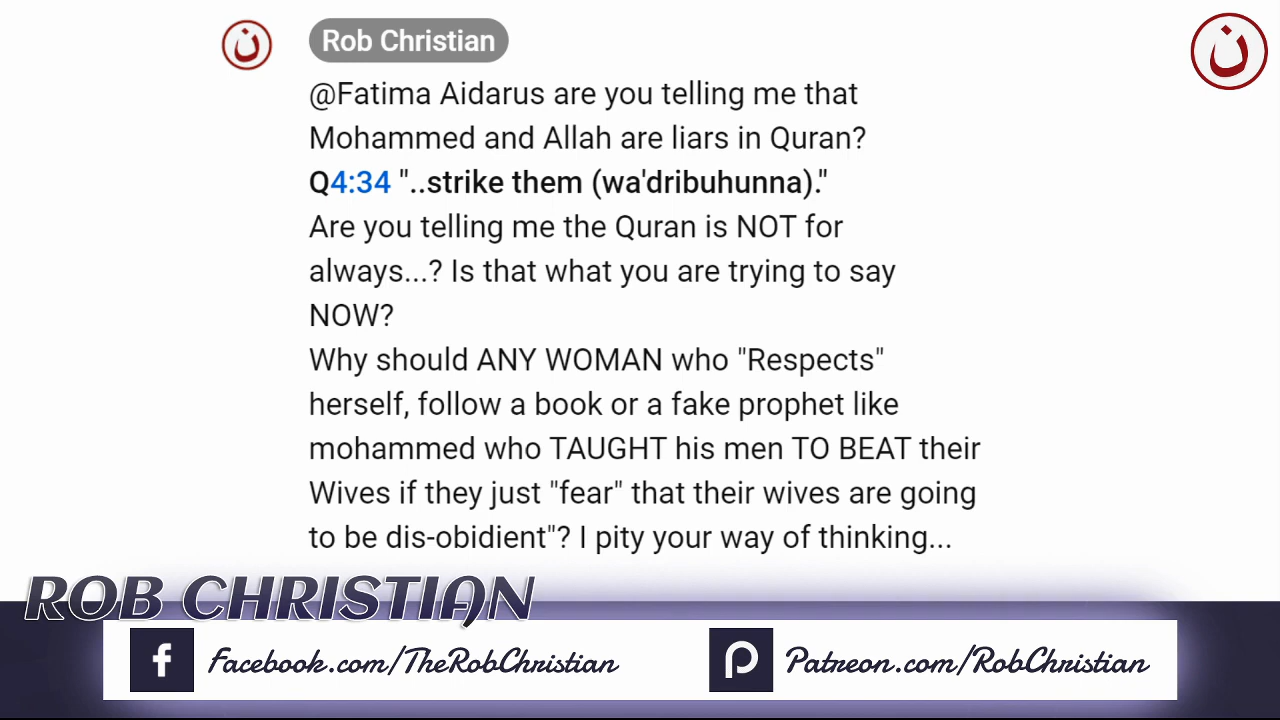 ن
Rob Christian
ن
@Fatima Aidarus are you telling me that
Mohammed and Allah are liars in Quran?
Q4:34 "..strike them (wa'dribuhunna)."
Are you telling me the Quran is NOT for
always...? Is that what you are trying to say
NOW?
Why should ANY WOMAN who "Respects"
herself, follow a book or a fake prophet like
mohammed who TAUGHT his men TO BEAT their
Wives if they just "fear" that their wives are going
to be dis-obidient"? I pity your way of thinking...
ROB CHRISTIAN
f Facebook.com/TheRobChristian
Patreon.com/RobChristian